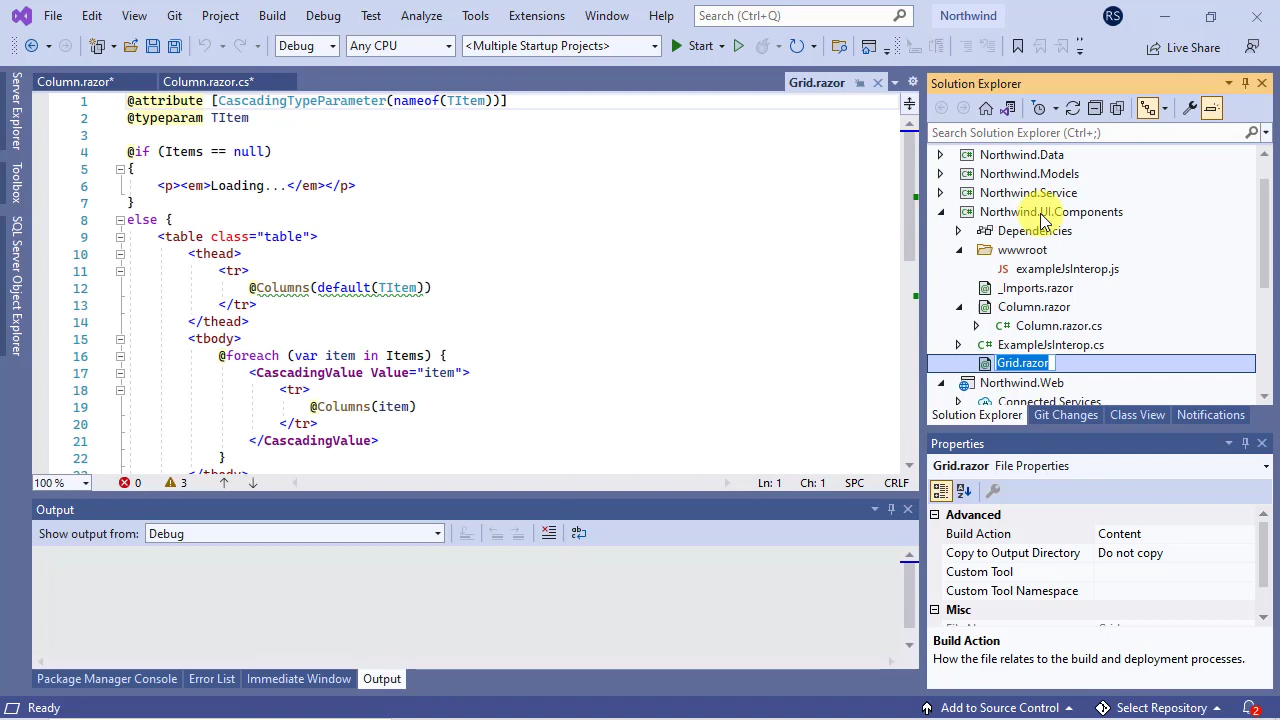 File Edit View Git Project Build Debug Test Analyze Tools Extensions Window Help Search (Ctrl+Q) Northwind RS
Debug Any CPU <Multiple Startup Projects> Start Live Share
Server Explorer
Toolbox
SQL Server Object Explorer
Column.razor* Column.razor.cs* Grid.razor
1 @attribute [CascadingTypeParameter(nameof(TItem))]
2 @typeparam TItem
3
4 @if (Items == null)
5 {
6 <p><em>Loading...</em></p>
7 }
8 else {
9 <table class="table">
10 <thead>
11 <tr>
12 @Columns(default(TItem))
13 </tr>
14 </thead>
15 <tbody>
16 @foreach (var item in Items) {
17 <CascadingValue Value="item">
18 <tr>
19 @Columns(item)
20 </tr>
21 </CascadingValue>
22 }
100 % 0 3 Ln: 1 Ch: 1 SPC CRLF
Output
Show output from: Debug
Package Manager Console Error List Immediate Window Output
Solution Explorer
Search Solution Explorer (Ctrl+;)
Northwind.Data
Northwind.Models
Northwind.Service
Northwind.UI.Components
Dependencies
wwwroot
JS exampleJsInterop.js
_Imports.razor
Column.razor
C# Column.razor.cs
C# ExampleJsInterop.cs
Grid.razor
Northwind.Web
Connected Services
Solution Explorer Git Changes Class View Notifications
Properties
Grid.razor File Properties
Advanced
Build Action Content
Copy to Output Directory Do not copy
Custom Tool
Custom Tool Namespace
Misc
Build Action
How the file relates to the build and deployment processes.
Ready Add to Source Control Select Repository 2